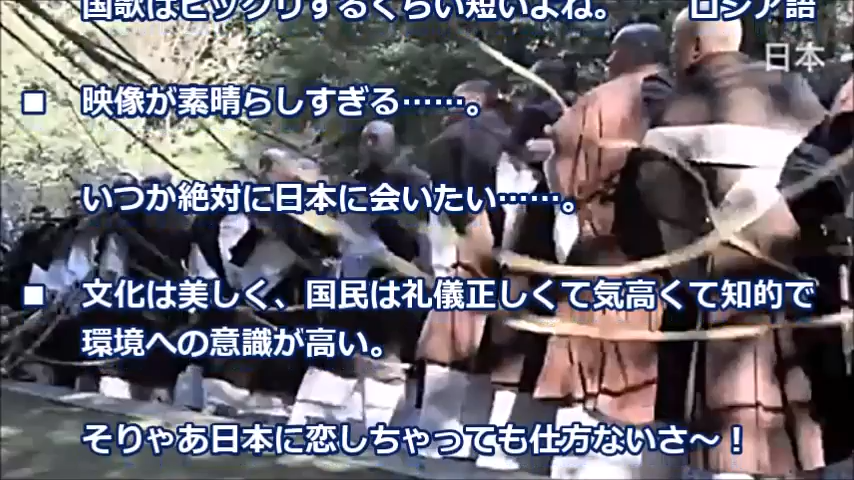 国歌はビックリするくらい短いよね。 ロシア語
日本
■ 映像が素晴らしすぎる……。
いつか絶対に日本に会いたい……。
■ 文化は美しく、国民は礼儀正しくて気高くて知的で
環境への意識が高い。
そりゃあ日本に恋しちゃっても仕方ないさ～！